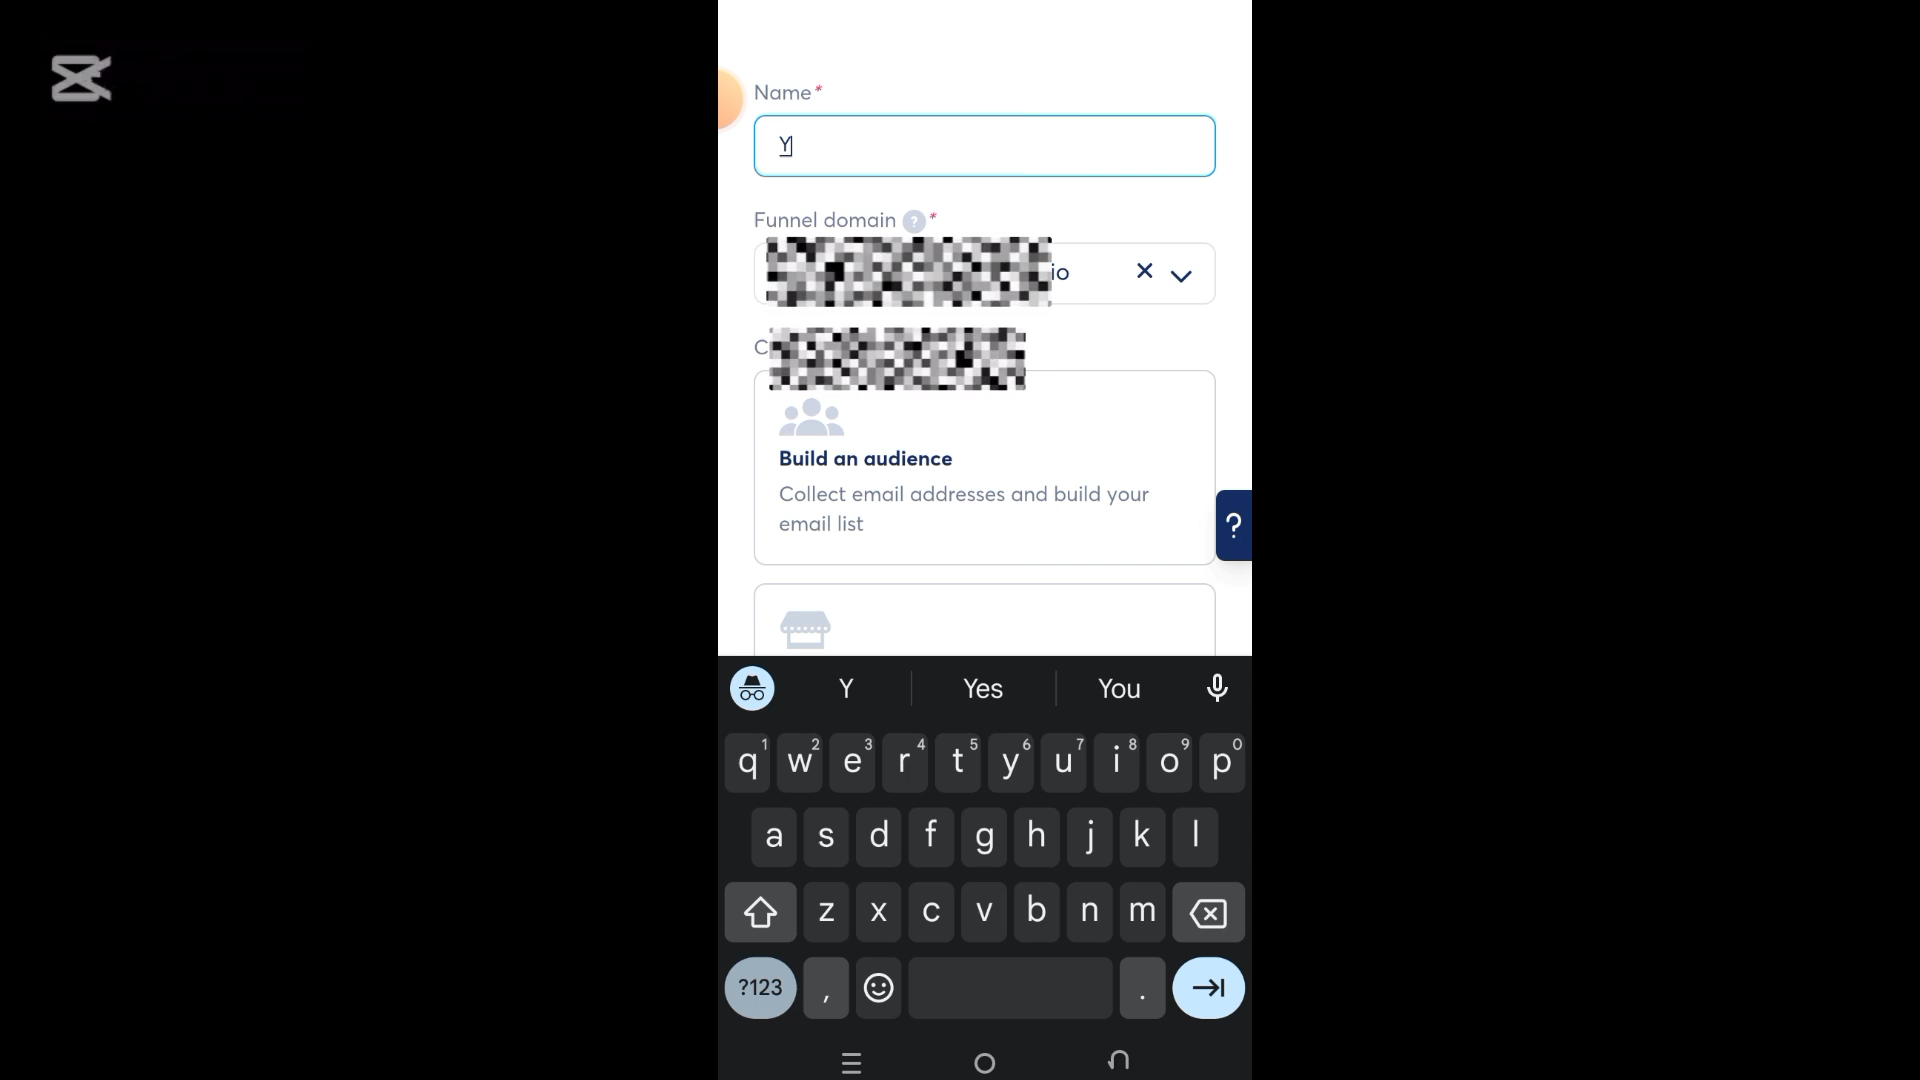 Name*
Y
Funnel domain ? *
io
C
Build an audience
Collect email addresses and build your
email list
?
Y Yes You
q1 w2 e3 r4 t5 y6 u7 i8 o9 p0
a s d f g h j k l
z x c v b n m
?123 , .